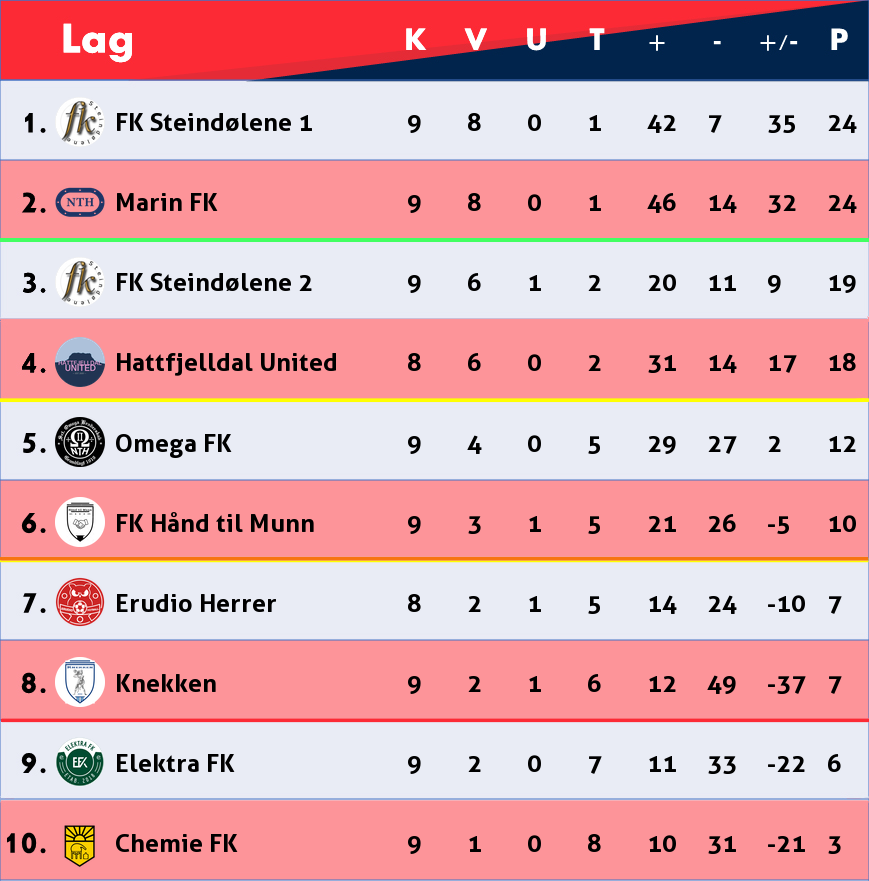 Lag K V U T + - +/- P
1. FK Steindølene 1 9 8 0 1 42 7 35 24
2. NTH Marin FK 9 8 0 1 46 14 32 24
3. FK Steindølene 2 9 6 1 2 20 11 9 19
4. HATTFJELLDAL UNITED Hattfjelldal United 8 6 0 2 31 14 17 18
5. Omega FK 9 4 0 5 29 27 2 12
6. FK Hånd til Munn 9 3 1 5 21 26 -5 10
7. Erudio Herrer 8 2 1 5 14 24 -10 7
8. Knekken 9 2 1 6 12 49 -37 7
9. ELEKTRA FK EFK Elektra FK 9 2 0 7 11 33 -22 6
10. Chemie FK 9 1 0 8 10 31 -21 3